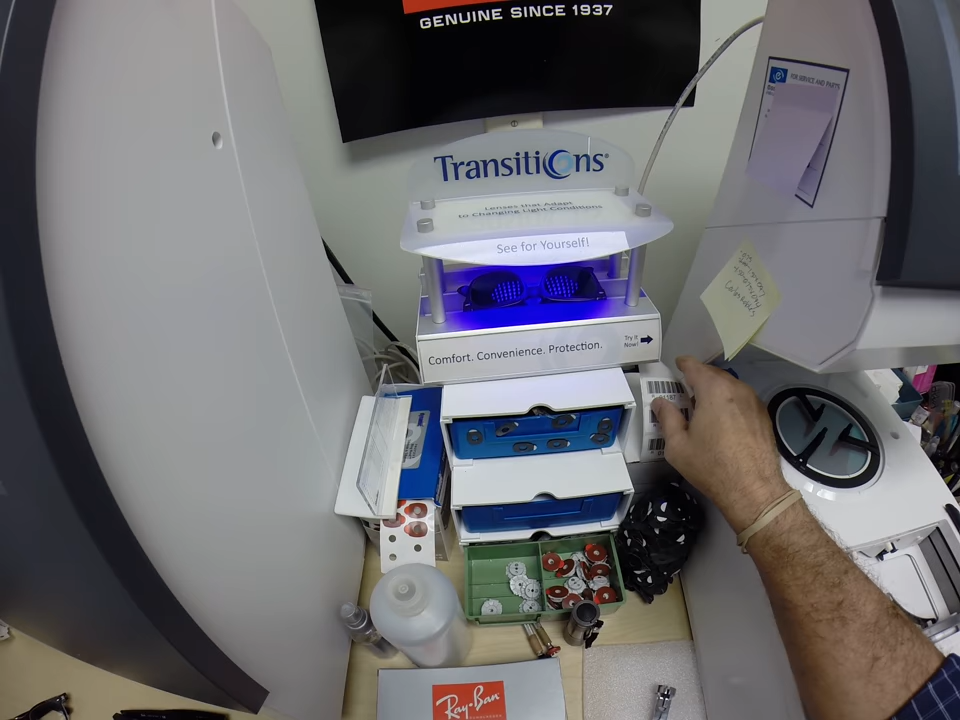 GENUINE SINCE 1937
Transitions®
Lenses that Adapt
to Changing Light Conditions
See for Yourself!
Comfort. Convenience. Protection.
Try it
Now!
FOR SERVICE AND PARTS
Ray-Ban